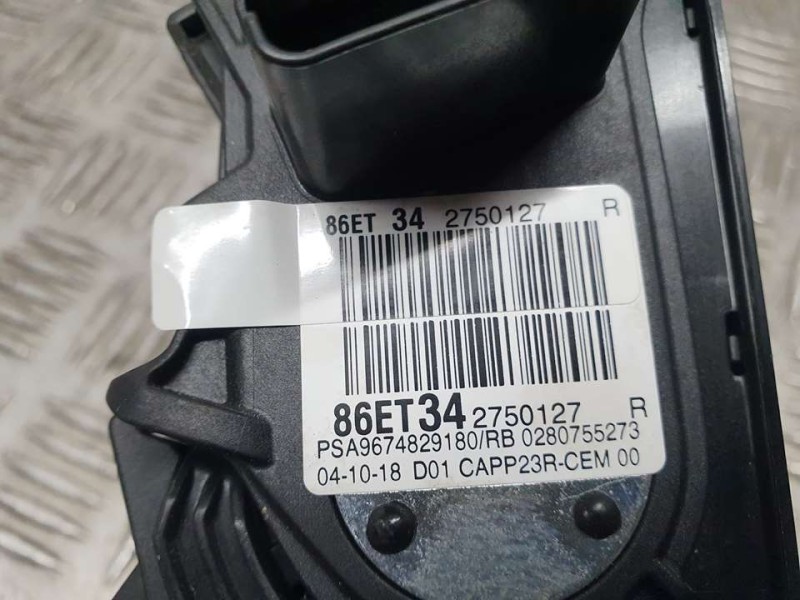 86ET 34 2750127 R
86ET34 2750127 R
PSA9674829180/RB 0280755273
04-10-18 D01 CAPP23R-CEM 00